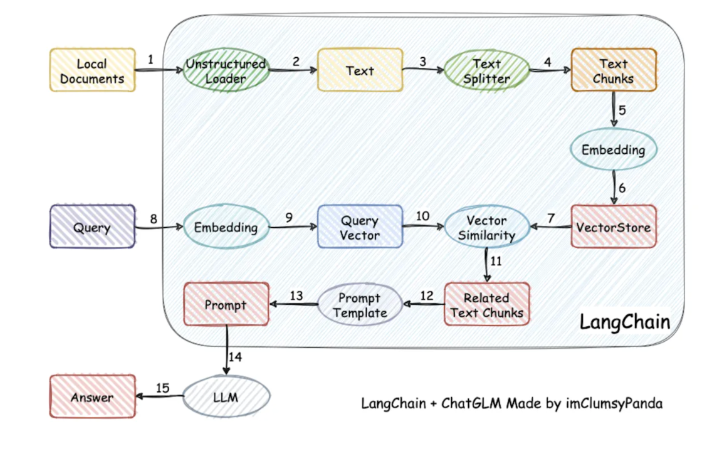 Local
Documents
1
Unstructured
Loader
2
Text
3
Text
Splitter
4
Text
Chunks
5
Embedding
6
Query
8
Embedding
9
Query
Vector
10
Vector
Similarity
7
VectorStore
11
Prompt
13
Prompt
Template
12
Related
Text Chunks
LangChain
14
Answer
15
LLM
LangChain + ChatGLM Made by imClumsyPanda